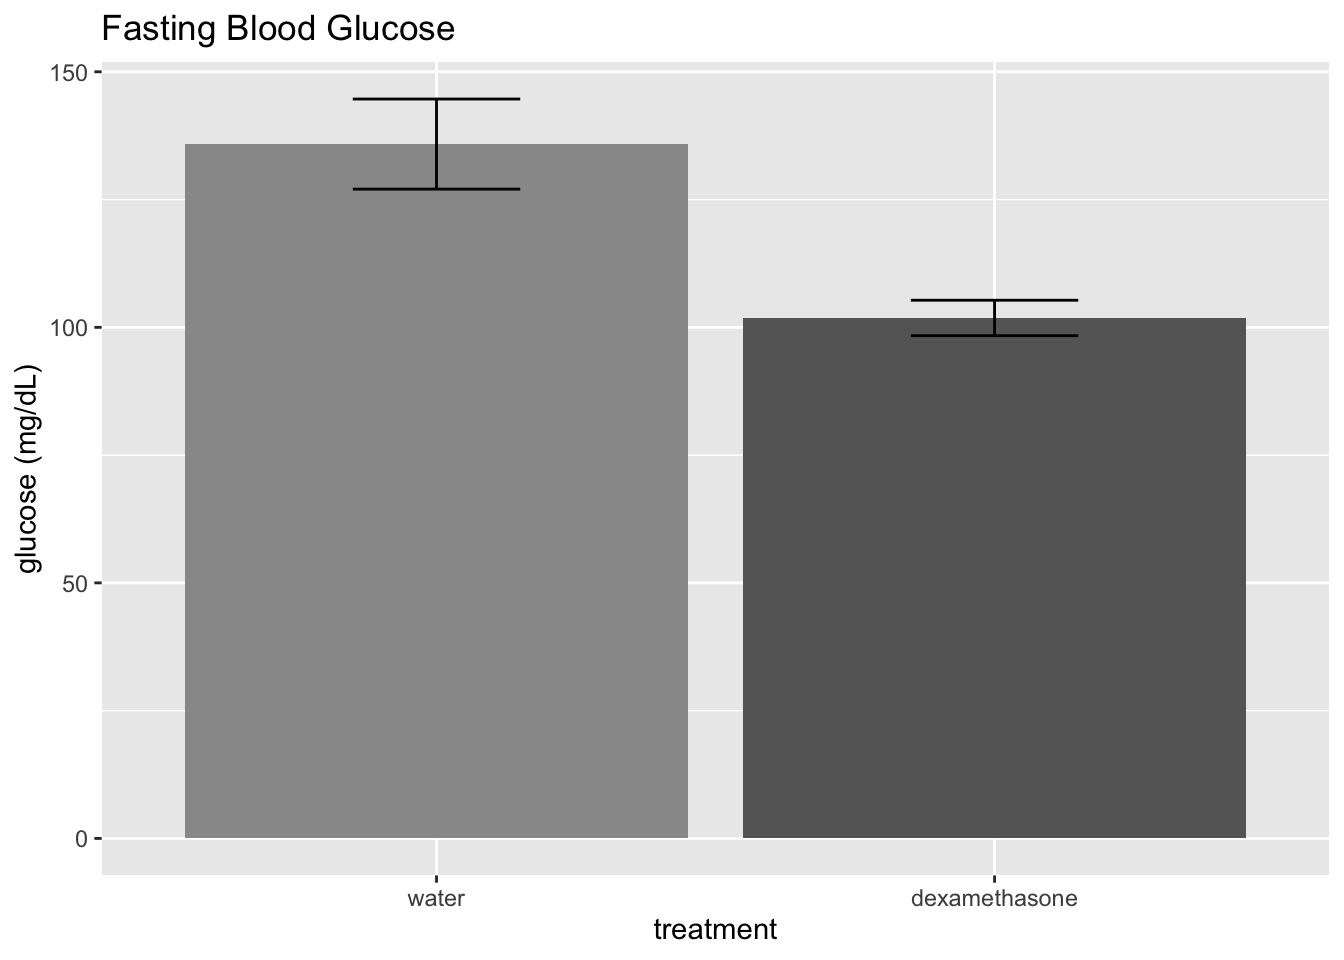 Fasting Blood Glucose
150
100
50
0
glucose (mg/dL)
water
dexamethasone
treatment